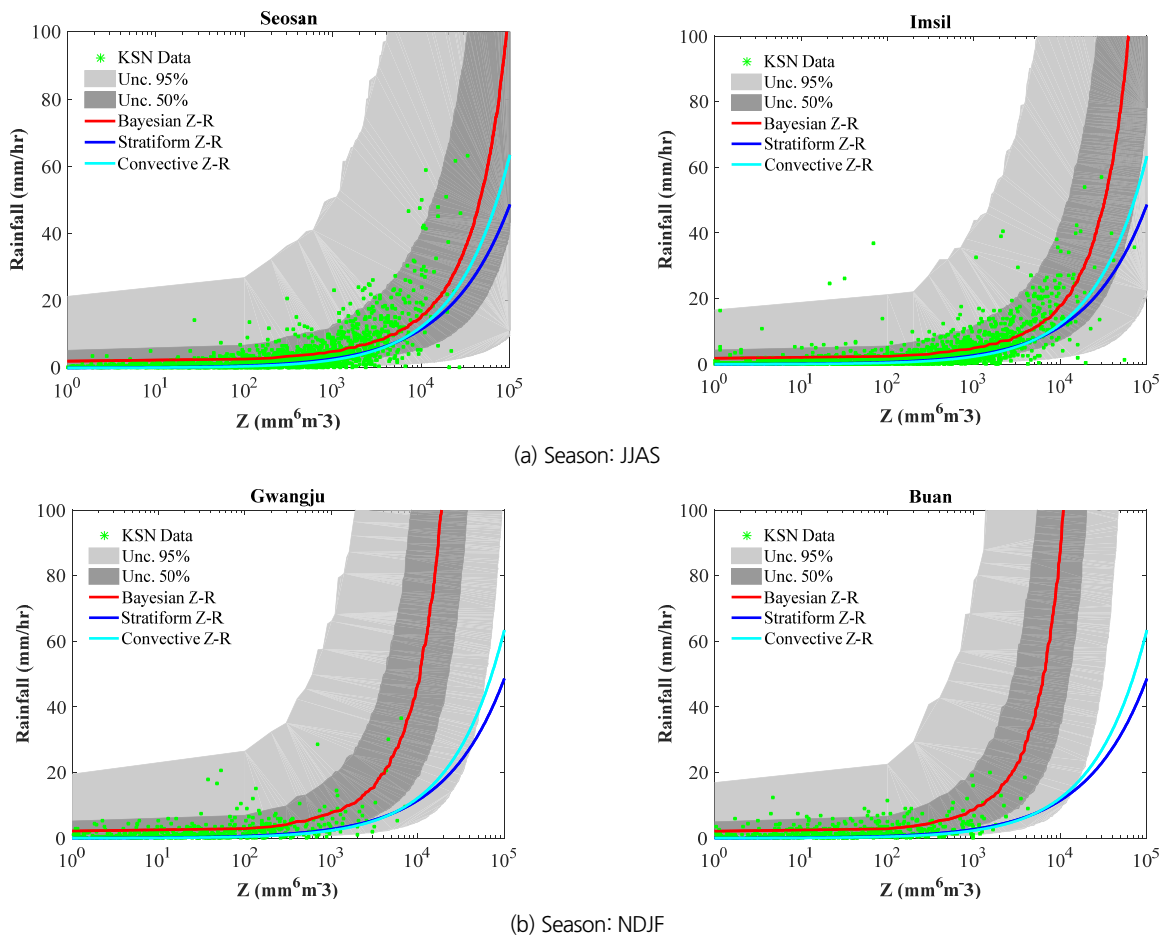 Seosan
100
80
60
40
20
0
Rainfall (mm/hr)
KSN Data
Unc. 95%
Unc. 50%
Bayesian Z-R
Stratiform Z-R
Convective Z-R
10^0 10^1 10^2 10^3 10^4 10^5
Z (mm^6m^-3)
Imsil
100
80
60
40
20
0
Rainfall (mm/hr)
KSN Data
Unc. 95%
Unc. 50%
Bayesian Z-R
Stratiform Z-R
Convective Z-R
10^0 10^1 10^2 10^3 10^4 10^5
Z (mm^6m^-3)
(a) Season: JJAS
Gwangju
100
80
60
40
20
0
Rainfall (mm/hr)
KSN Data
Unc. 95%
Unc. 50%
Bayesian Z-R
Stratiform Z-R
Convective Z-R
10^0 10^1 10^2 10^3 10^4 10^5
Z (mm^6m^-3)
Buan
100
80
60
40
20
0
Rainfall (mm/hr)
KSN Data
Unc. 95%
Unc. 50%
Bayesian Z-R
Stratiform Z-R
Convective Z-R
10^0 10^1 10^2 10^3 10^4 10^5
Z (mm^6m^-3)
(b) Season: NDJF